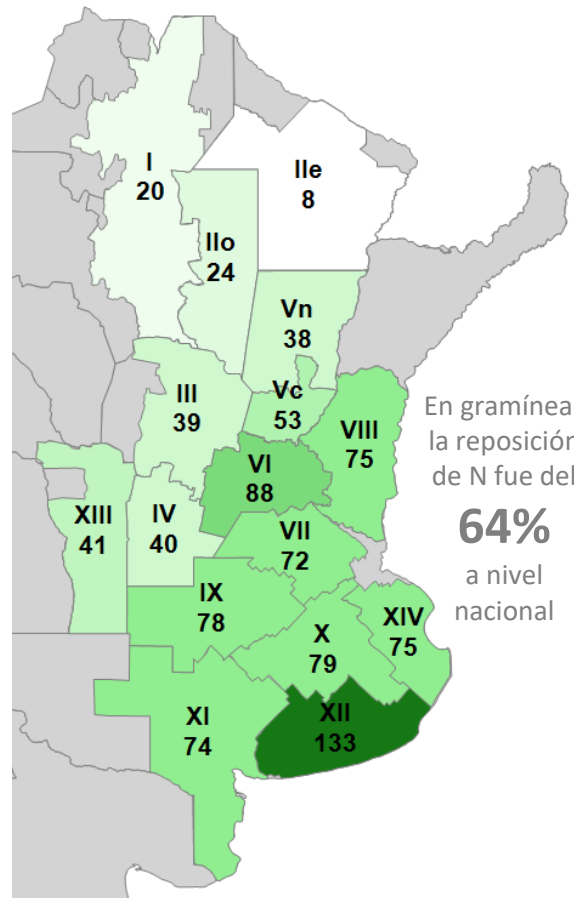 I
20
IIe
8
IIo
24
Vn
38
III
39
Vc
53
VIII
75
VI
88
XIII
41
IV
40
VII
72
IX
78
X
79
XIV
75
XI
74
XII
133
En gramínea
la reposición
de N fue del
64%
a nivel
nacional